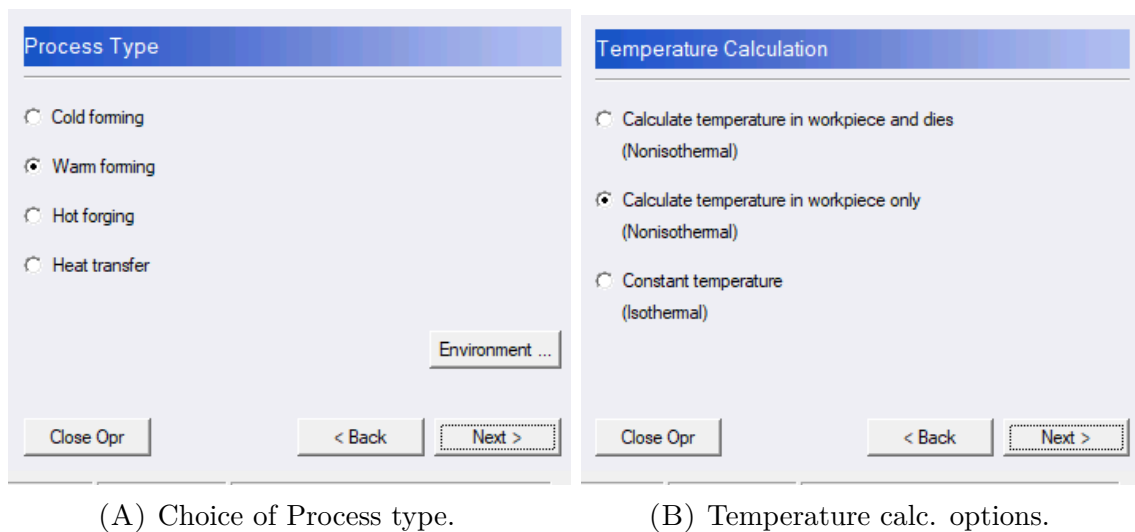 Process Type
Cold forming
Warm forming
Hot forging
Heat transfer
Environment ...
Close Opr
< Back
Next >
(A) Choice of Process type.
Temperature Calculation
Calculate temperature in workpiece and dies
(Nonisothermal)
Calculate temperature in workpiece only
(Nonisothermal)
Constant temperature
(Isothermal)
Close Opr
< Back
Next >
(B) Temperature calc. options.